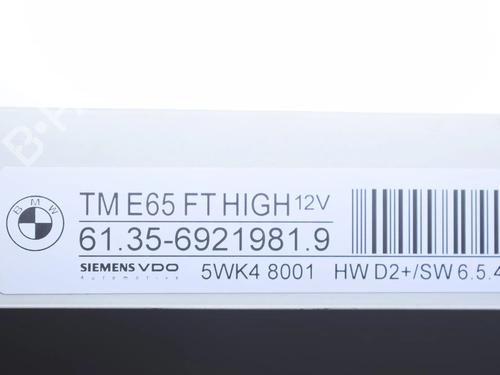 BMW
TM E65 FT HIGH 12V
61.35-6921981.9
SIEMENS VDO 5WK4 8001 HW D2+/SW 6.5.4
Automotive